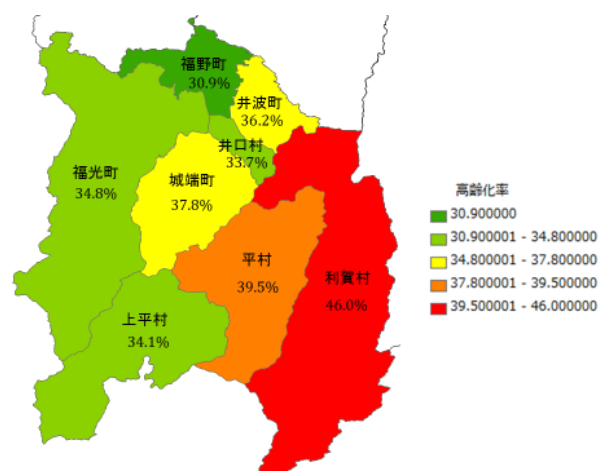 福野町
30.9%
井波町
36.2%
井口村
33.7%
福光町
34.8%
城端町
37.8%
平村
39.5%
利賀村
46.0%
上平村
34.1%
高齢化率
30.900000
30.900001 - 34.800000
34.800001 - 37.800000
37.800001 - 39.500000
39.500001 - 46.000000